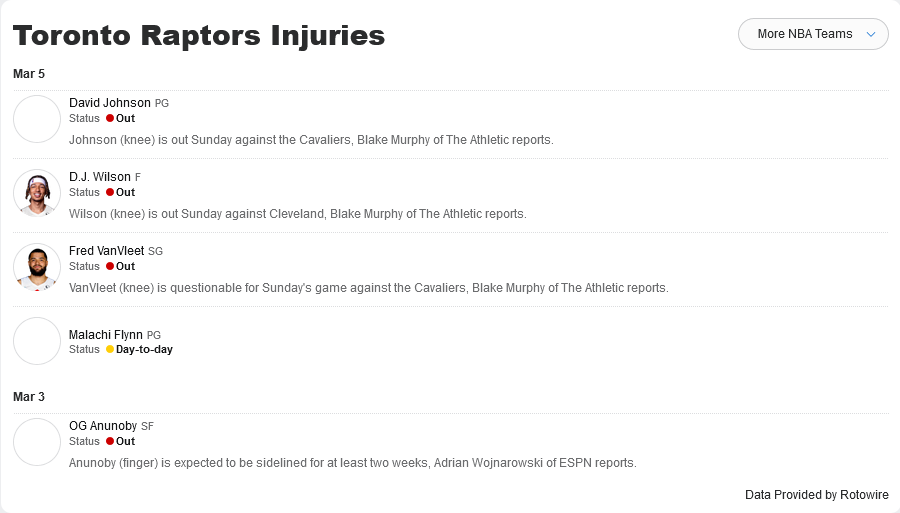 Toronto Raptors Injuries
More NBA Teams
Mar 5
David Johnson PG
Status Out
Johnson (knee) is out Sunday against the Cavaliers, Blake Murphy of The Athletic reports.
D.J. Wilson F
Status Out
Wilson (knee) is out Sunday against Cleveland, Blake Murphy of The Athletic reports.
Fred VanVleet SG
Status Out
VanVleet (knee) is questionable for Sunday's game against the Cavaliers, Blake Murphy of The Athletic reports.
Malachi Flynn PG
Status Day-to-day
Mar 3
OG Anunoby SF
Status Out
Anunoby (finger) is expected to be sidelined for at least two weeks, Adrian Wojnarowski of ESPN reports.
Data Provided by Rotowire